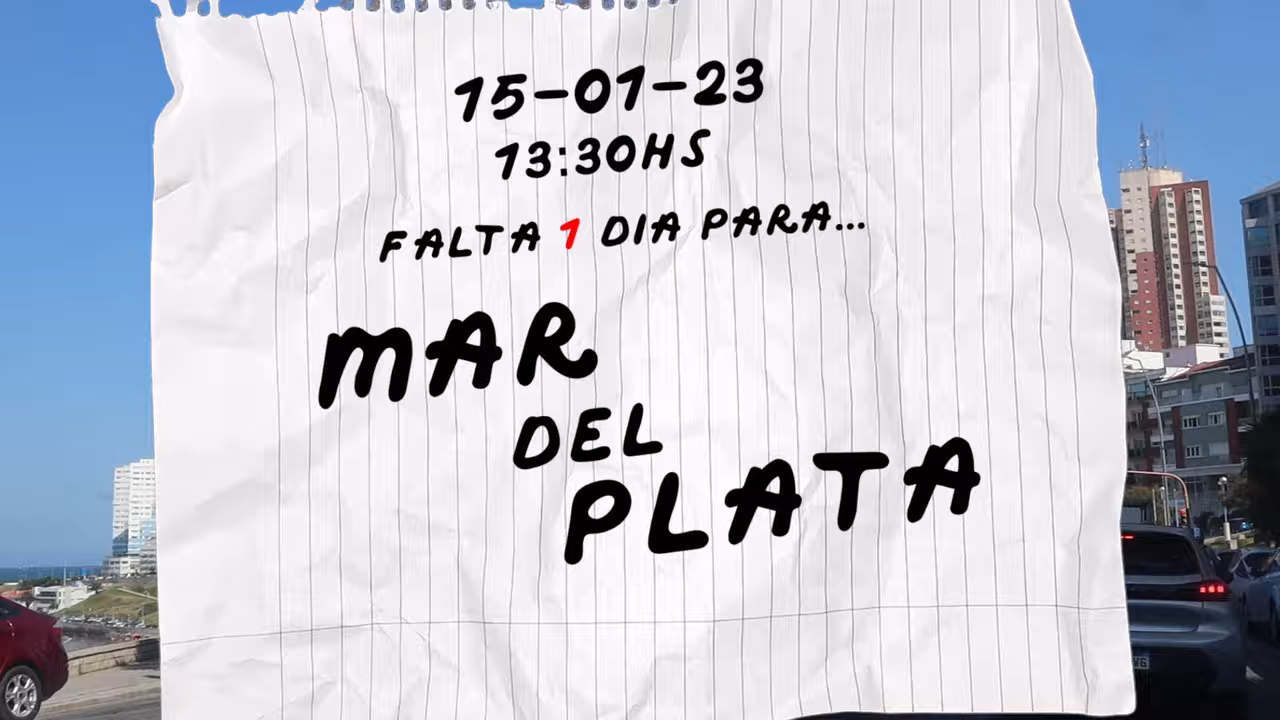 15-01-23
13:30HS
FALTA 1 DIA PARA...
MAR
DEL
PLATA